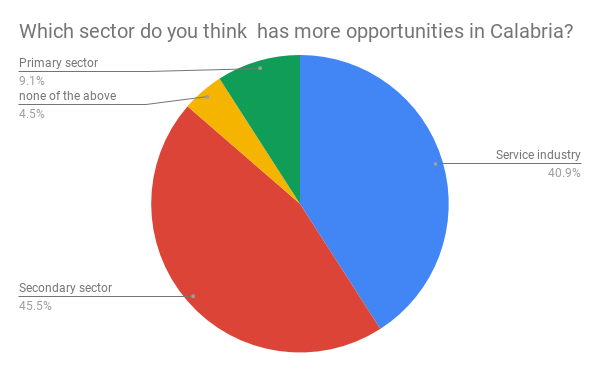 Which sector do you think  has more opportunities in Calabria?
Primary sector
9.1%
none of the above
4.5%
Service industry
40.9%
Secondary sector
45.5%